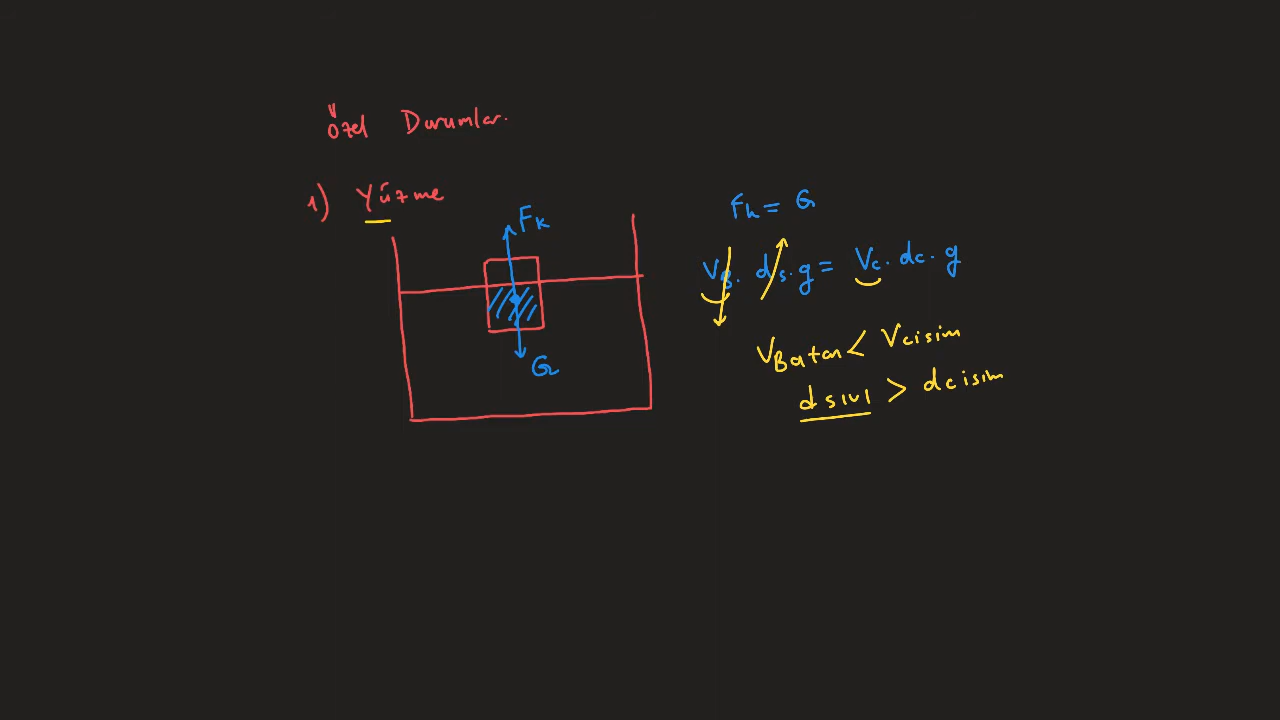 Özel Durumlar.
1) Yüzme
Fk
G
Fk = G
VB. ds.g = Vc. dc. g
VBatan < Vcisim
dsıvı > dcisim